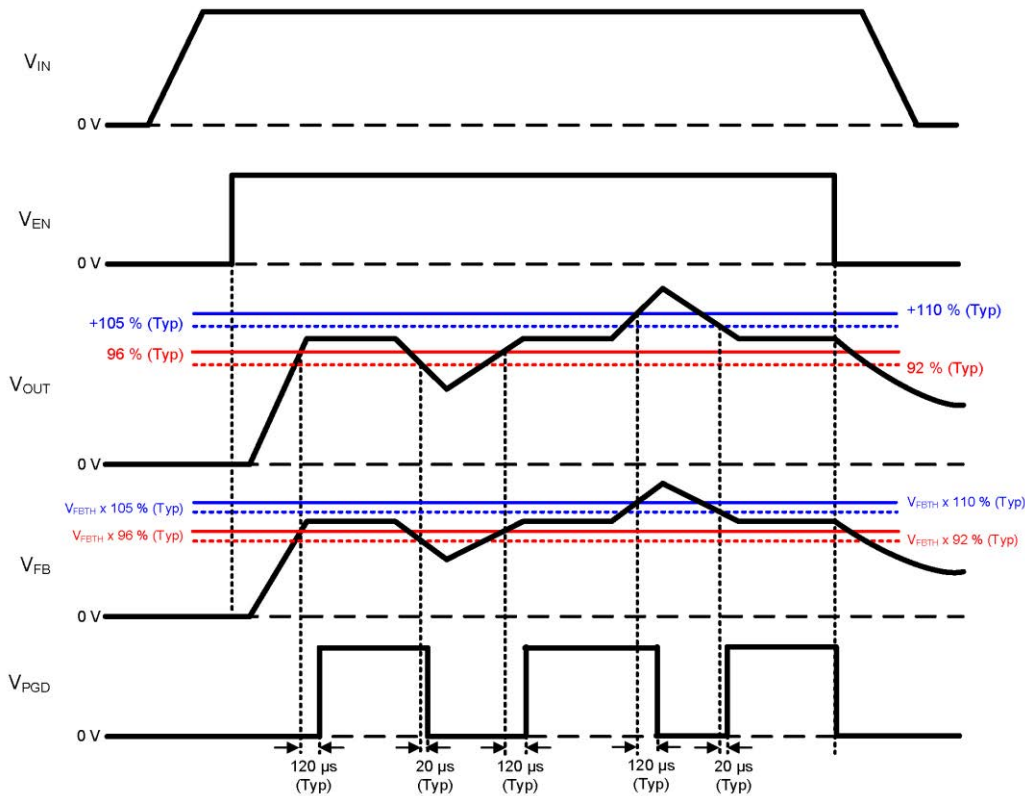 VIN
0 V
VEN
0 V
+105 % (Typ)
+110 % (Typ)
96 % (Typ)
92 % (Typ)
VOUT
0 V
VFBTH x 105 % (Typ)
VFBTH x 110 % (Typ)
VFBTH x 96 % (Typ)
VFBTH x 92 % (Typ)
VFB
0 V
VPGD
0 V
120 µs
(Typ)
20 µs
(Typ)
120 µs
(Typ)
120 µs
(Typ)
20 µs
(Typ)